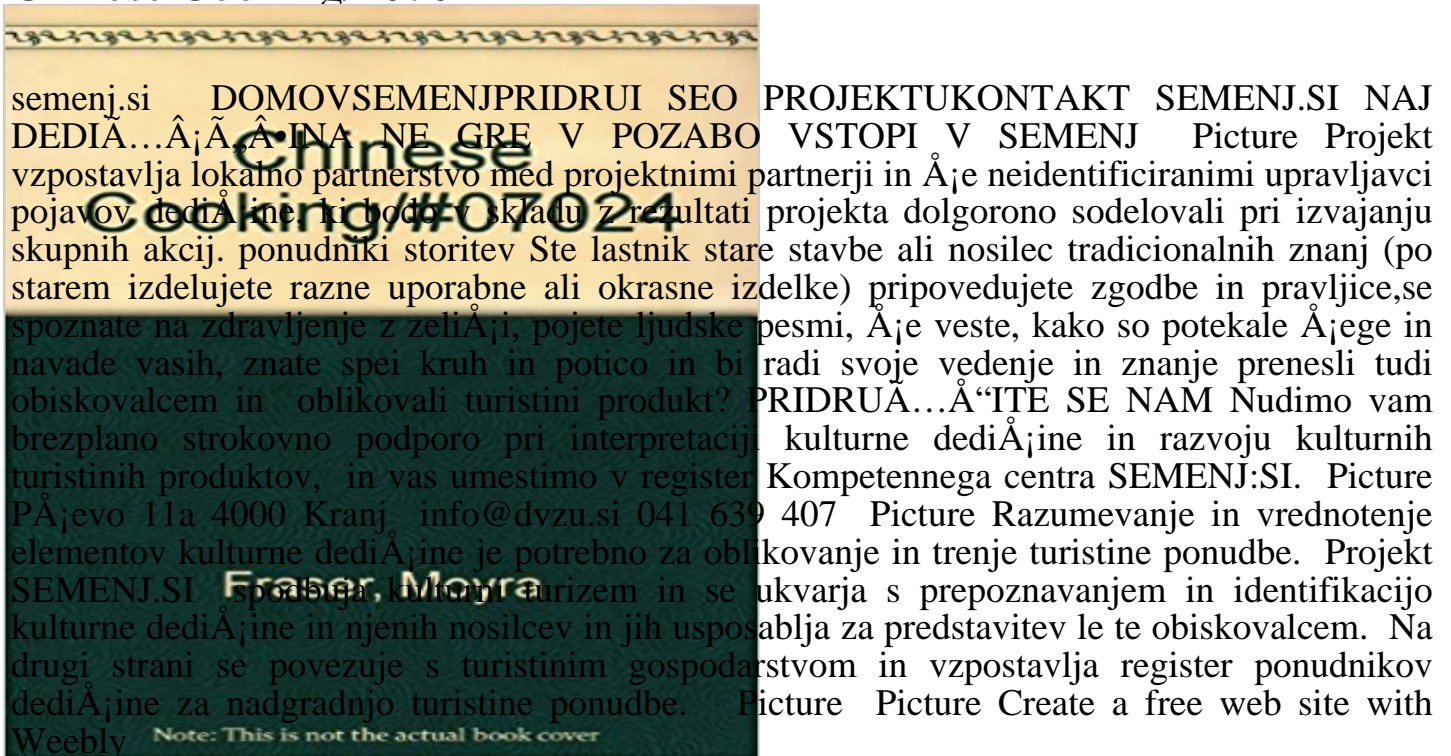 semenj.si DOMOVSEMENJPRIDRUI SEO PROJEKTUKONTAKT SEMENJ.SI NAJ
DEDIÃ…Â¡Ã„Â•INA NE GRE V POZABO VSTOPI V SEMENJ Picture Projekt
Chinese
vzpostavlja lokalno partnerstvo med projektnimi partnerji in Å¡e neidentificiranimi upravljavci
Cooking/#07024
pojavov dediÅ¡ine, ki bodo v skladu z rezultati projekta dolgorono sodelovali pri izvajanju
skupnih akcij. ponudniki storitev Ste lastnik stare stavbe ali nosilec tradicionalnih znanj (po
starem izdelujete razne uporabne ali okrasne izdelke) pripovedujete zgodbe in pravljice,se
spoznate na zdravljenje z zeliÅ¡i, pojete ljudske pesmi, Å¡e veste, kako so potekale Å¡ege in
navade vasih, znate spei kruh in potico in bi radi svoje vedenje in znanje prenesli tudi
obiskovalcem in oblikovali turistini produkt? PRIDRUÃ…Å“ITE SE NAM Nudimo vam
brezplano strokovno podporo pri interpretaciji kulturne dediÅ¡ine in razvoju kulturnih
turistinih produktov, in vas umestimo v register Kompetennega centra SEMENJ:SI. Picture
PÅ¡evo 11a 4000 Kranj info@dvzu.si 041 639 407 Picture Razumevanje in vrednotenje
elementov kulturne dediÅ¡ine je potrebno za oblikovanje in trenje turistine ponudbe. Projekt
SEMENJ.SI spodbuja kulturni turizem in se ukvarja s prepoznavanjem in identifikacijo
Fraser, Moyra
kulturne dediÅ¡ine in njenih nosilcev in jih usposablja za predstavitev le te obiskovalcem. Na
drugi strani se povezuje s turistinim gospodarstvom in vzpostavlja register ponudnikov
dediÅ¡ine za nadgradnjo turistine ponudbe. Picture Picture Create a free web site with
Weebly
Note: This is not the actual book cover